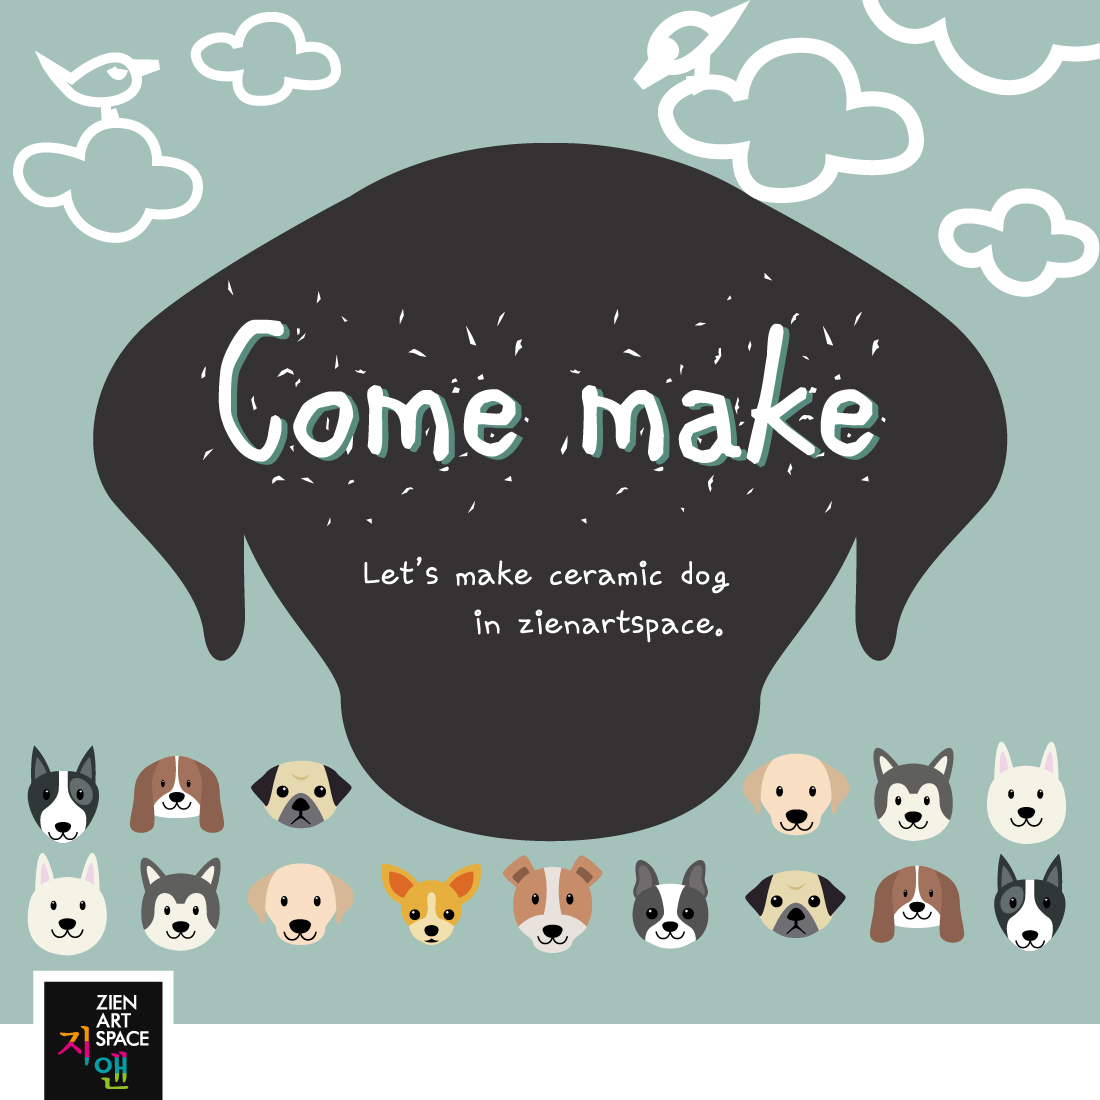 Come make
Let's make ceramic dog
in zienartspace.
ZIEN
ART
SPACE
지앤